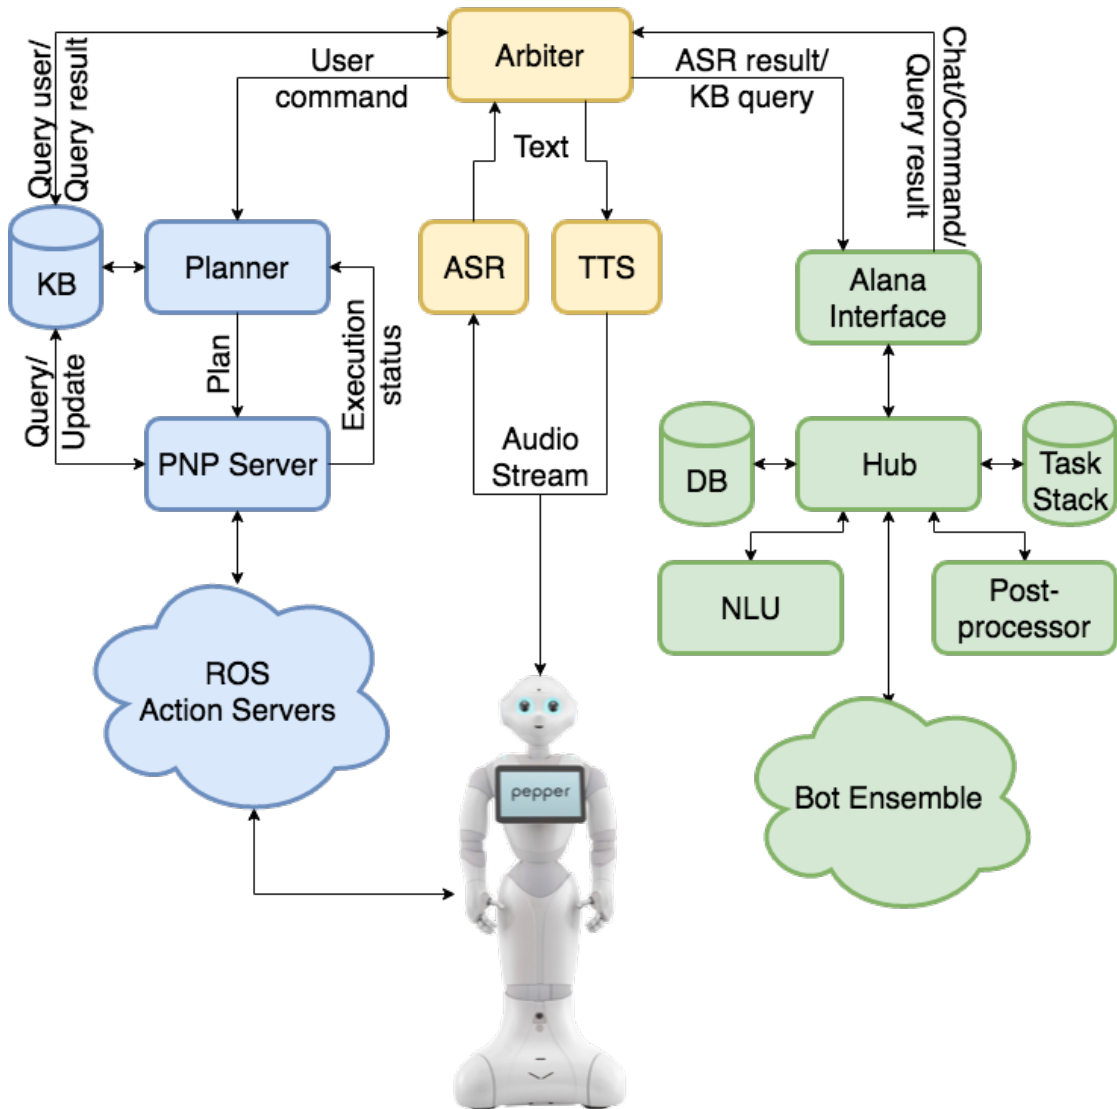 Arbiter
Query user/
Query result
User
command
ASR result/
KB query
Chat/Command/
Query result
Text
KB
Planner
ASR
TTS
Alana
Interface
Query/
Update
Plan
Execution
status
PNP Server
Audio
Stream
DB
Hub
Task
Stack
NLU
Post-
processor
ROS
Action Servers
pepper
Bot Ensemble